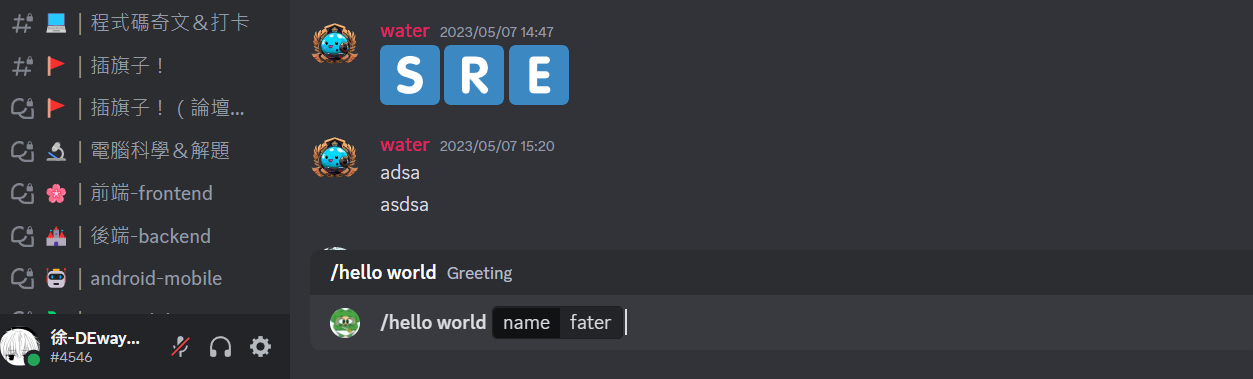 程式碼奇文＆打卡
插旗子！
插旗子！（論壇...
電腦科學＆解題
前端-frontend
後端-backend
android-mobile
徐-DEway...
#4546
water 2023/05/07 14:47
S R E
water 2023/05/07 15:20
adsa
asdsa
/hello world Greeting
/hello world name fater